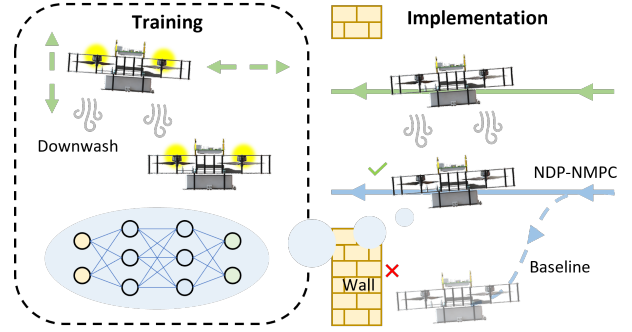 Training
Implementation
Downwash
NDP-NMPC
Baseline
Wall